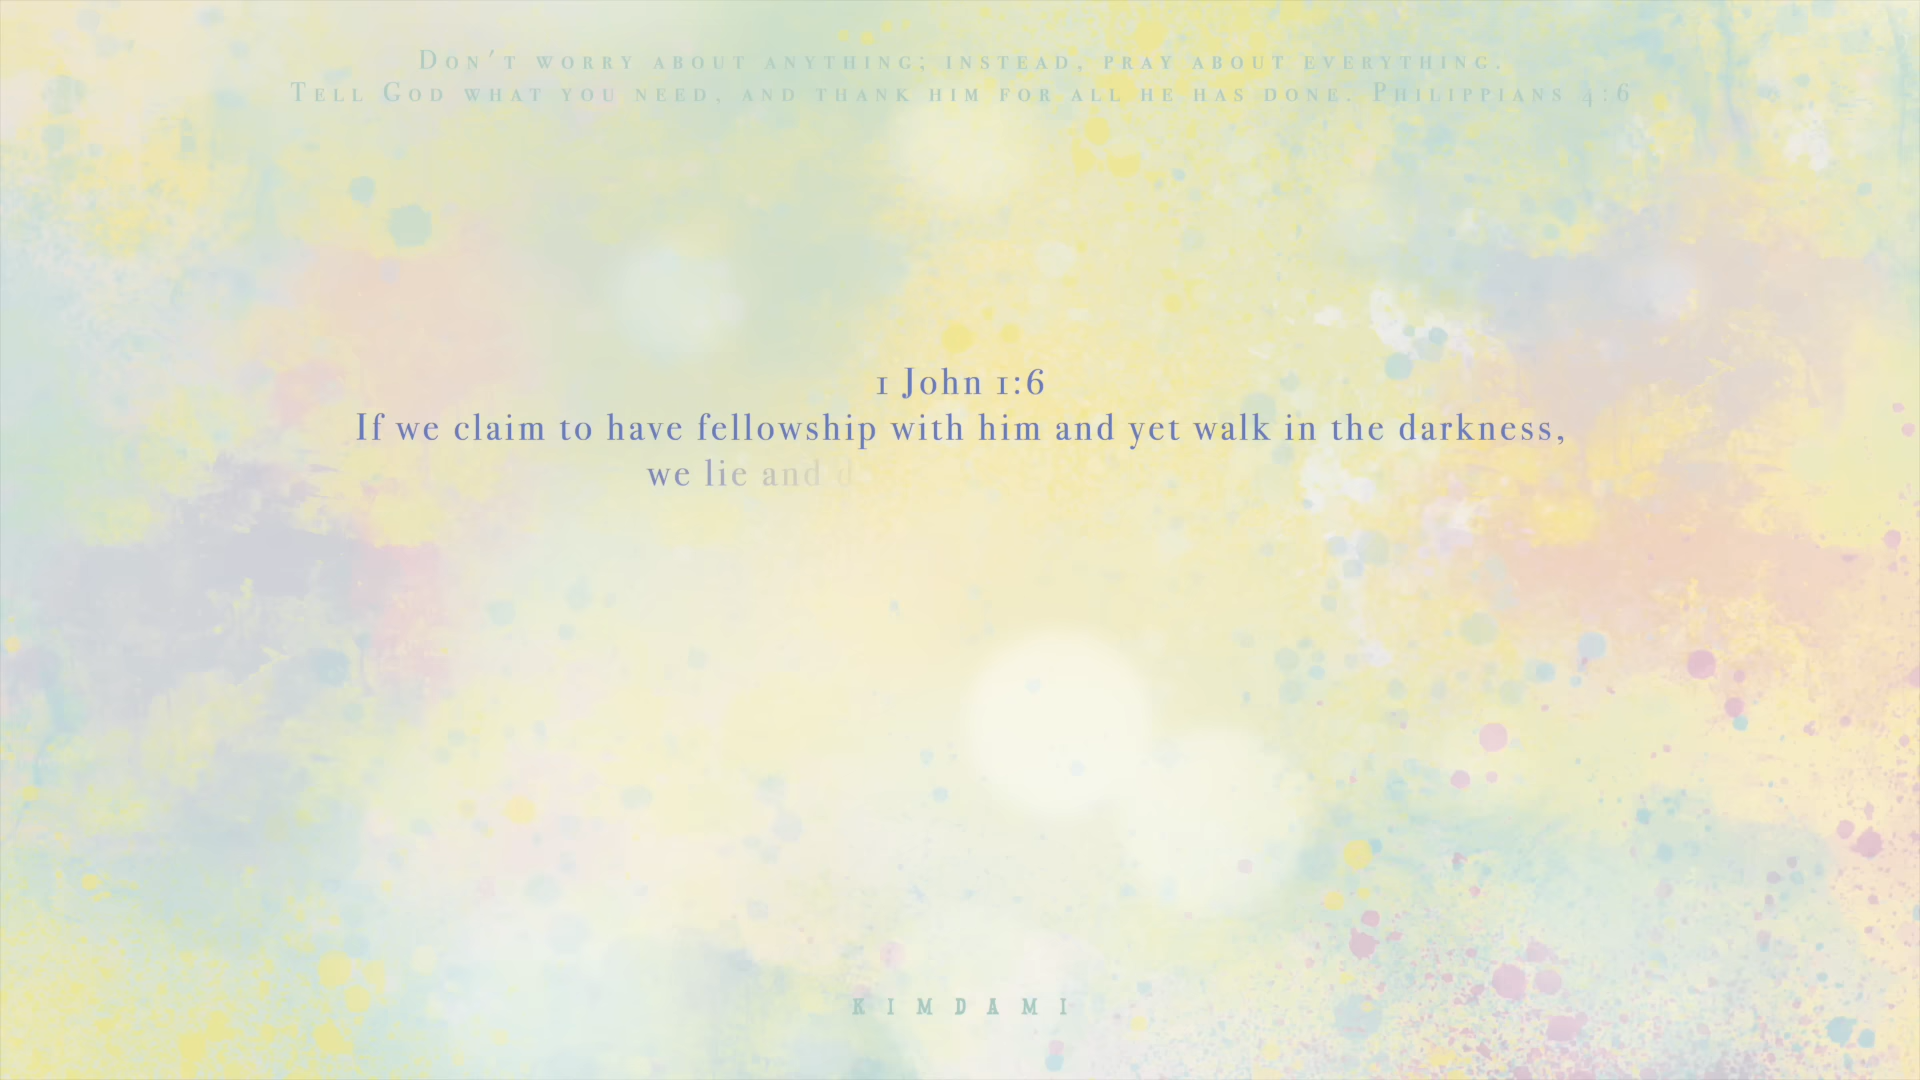 Don't worry about anything; instead, pray about everything.
Tell God what you need, and thank him for all he has done. Philippians 4:6
1 John 1:6
If we claim to have fellowship with him and yet walk in the darkness,
we lie and d
KIMDAMI